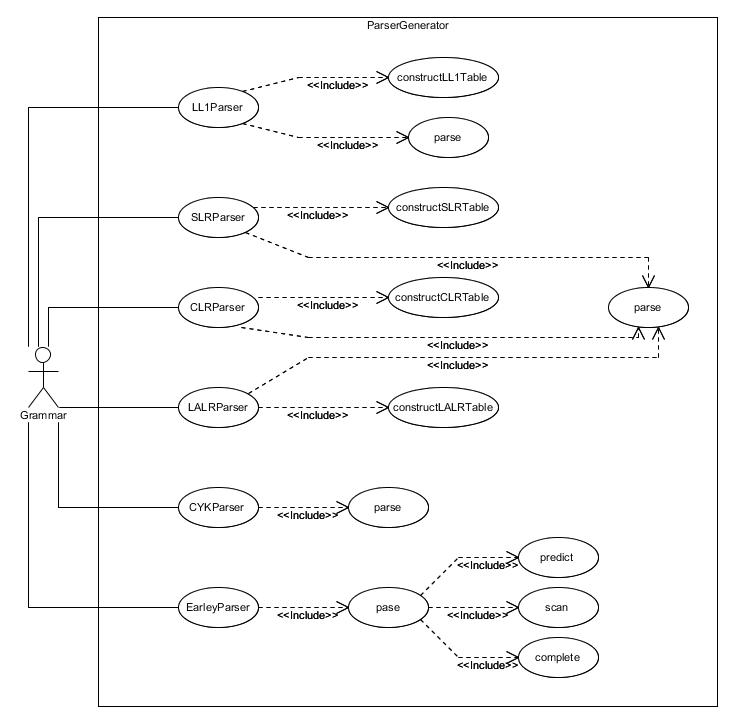 ParserGenerator
constructLL1Table
<<Include>>
LL1Parser
parse
<<Include>>
constructSLRTable
<<Include>>
SLRParser
<<Include>>
constructCLRTable
<<Include>>
CLRParser
parse
<<Include>>
<<Include>>
Grammar
LALRParser
constructLALRTable
<<Include>>
CYKParser
parse
<<Include>>
predict
<<Include>>
EarleyParser
pase
scan
<<Include>>
<<Include>>
complete
<<Include>>